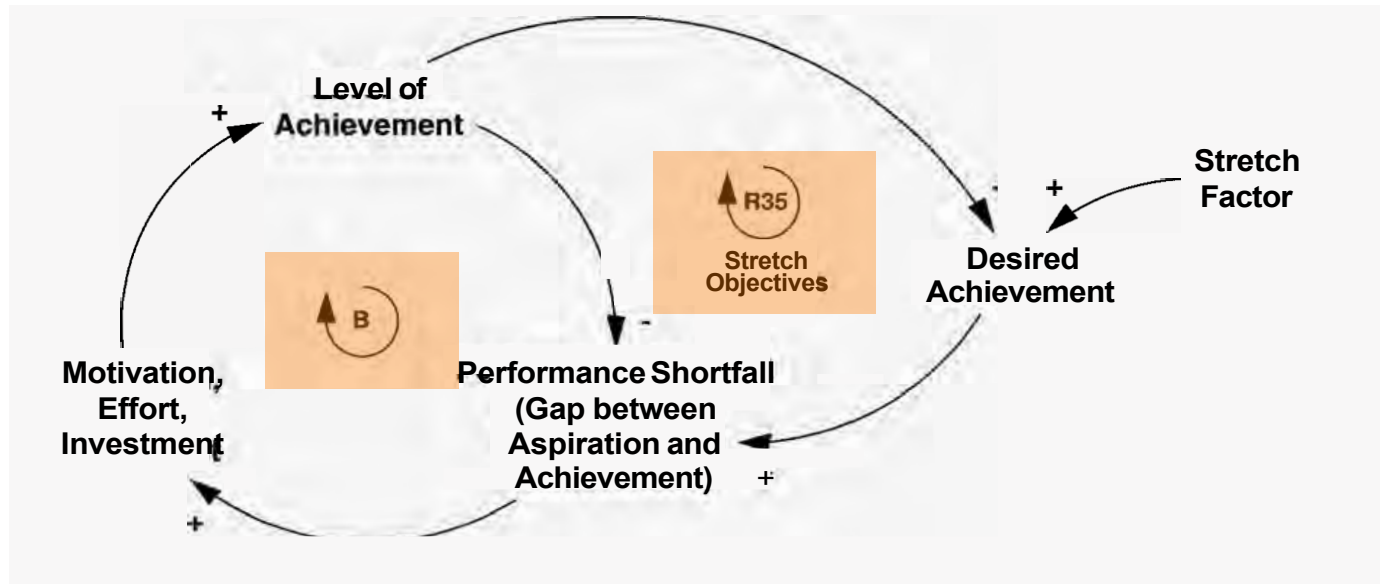 Level of
Achievement
+
Stretch
Factor
+
R35
Stretch
Objectives
Desired
Achievement
B
-
Motivation,
Effort,
Investment
Performance Shortfall
(Gap between
Aspiration and
Achievement)
+
+